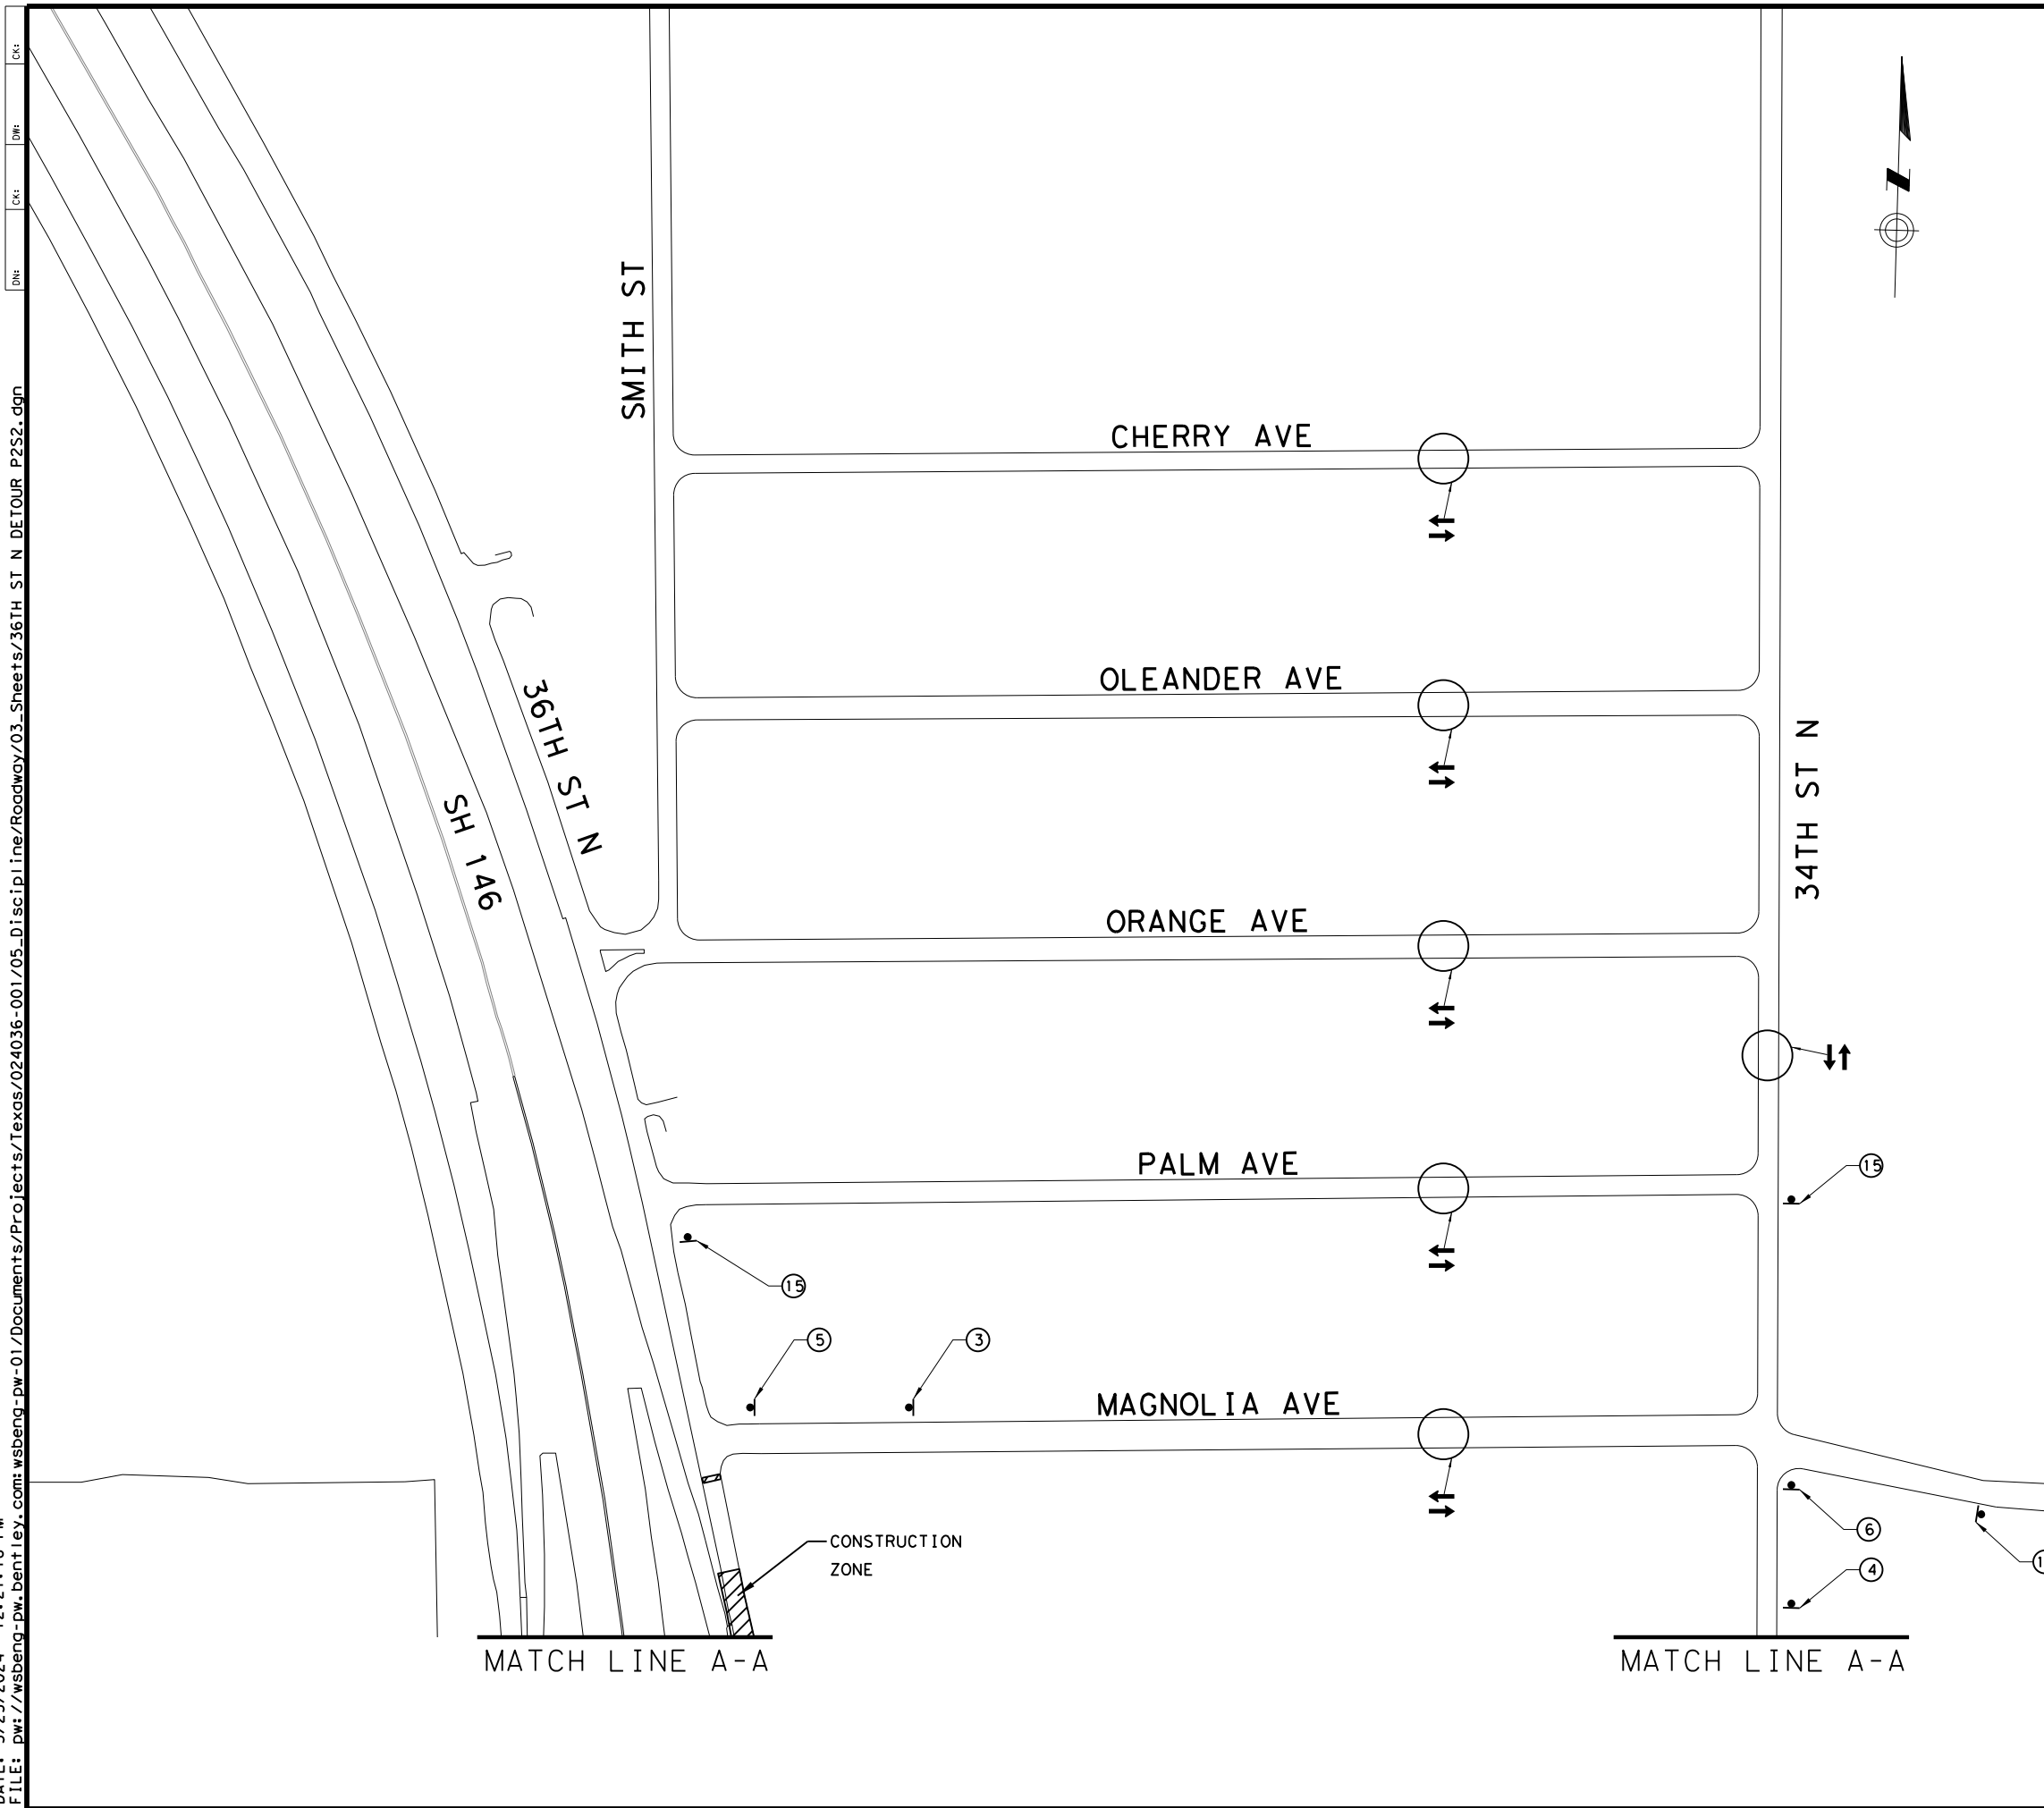 CK:
DW:
CK:
DN:
FILE: pw://wsbeng-pw.bentley.com:wsbeng-pw-01/Documents/Projects/Texas/024036-001/05_Discipline/Roadway/03_Sheets/36TH ST N DETOUR P2S2.dgn
SMITH ST
CHERRY AVE
OLEANDER AVE
36TH ST N
34TH ST N
SH 146
ORANGE AVE
PALM AVE
15
15
5
3
MAGNOLIA AVE
6
CONSTRUCTION
ZONE
4
MATCH LINE A-A
MATCH LINE A-A